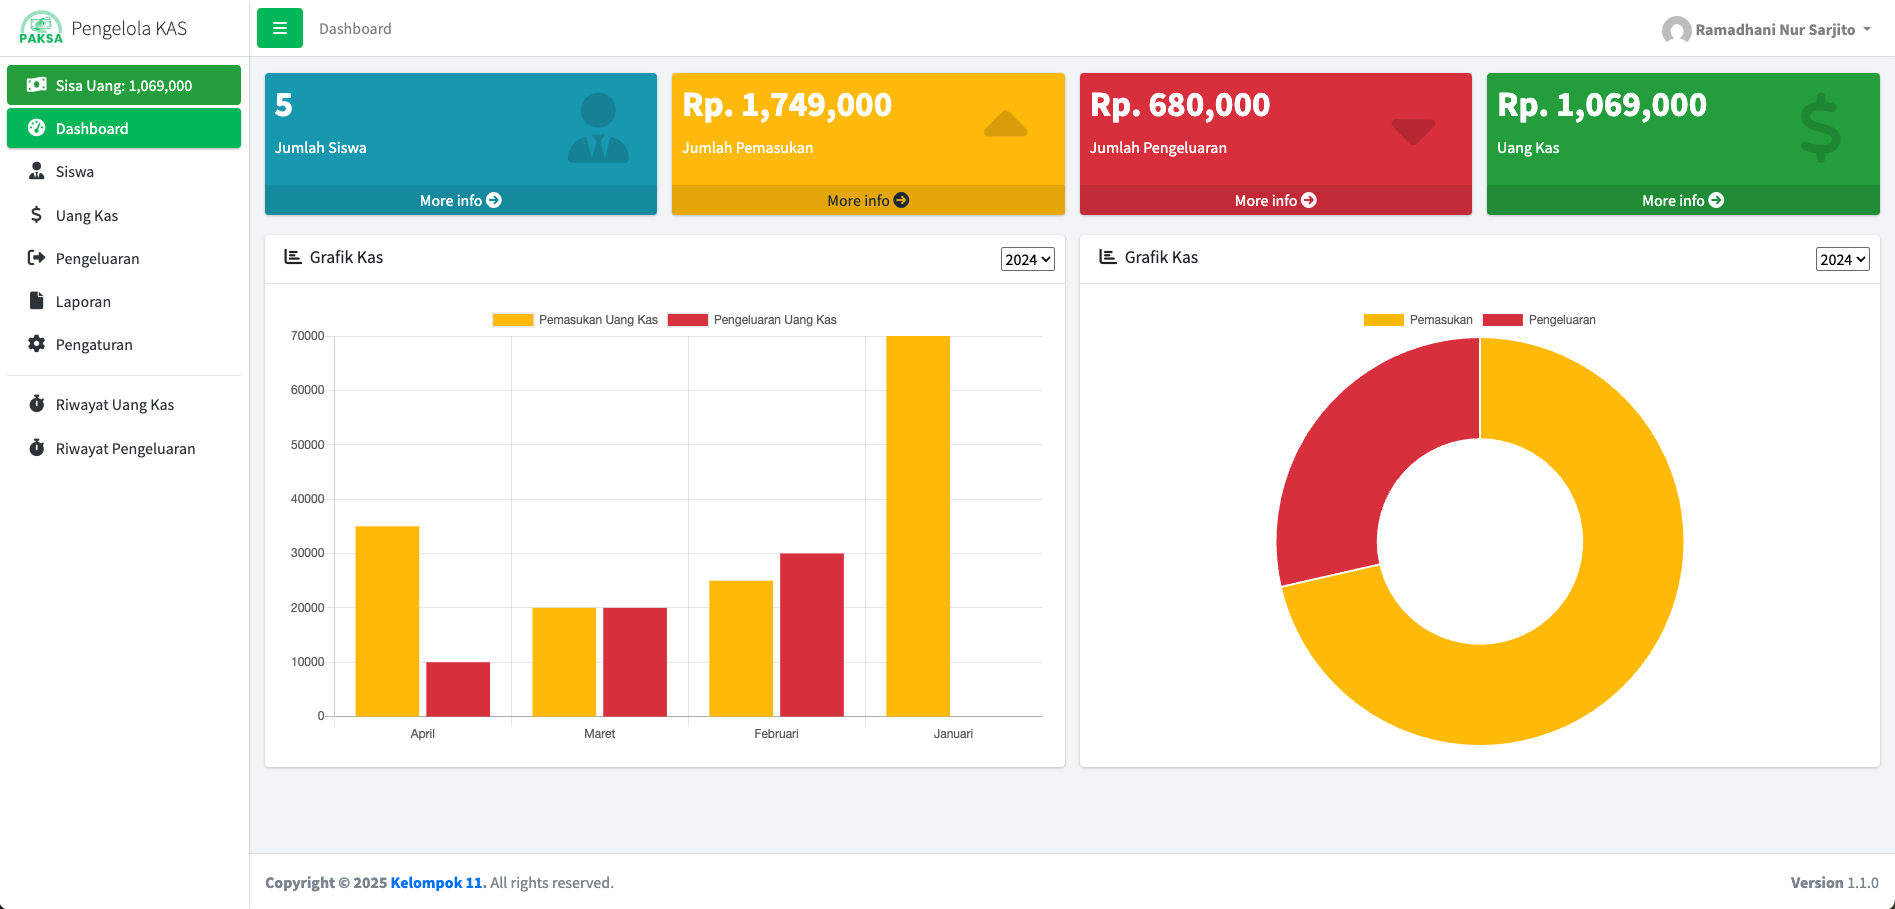 PAKSA
Pengelola KAS
Dashboard
Ramadhani Nur Sarjito
Sisa Uang: 1,069,000
Dashboard
Siswa
Uang Kas
Pengeluaran
Laporan
Pengaturan
Riwayat Uang Kas
Riwayat Pengeluaran
5
Jumlah Siswa
More info
Rp. 1,749,000
Jumlah Pemasukan
More info
Rp. 680,000
Jumlah Pengeluaran
More info
Rp. 1,069,000
Uang Kas
More info
Grafik Kas
2024
Pemasukan Uang Kas
Pengeluaran Uang Kas
70000
60000
50000
40000
30000
20000
10000
0
April
Maret
Februari
Januari
Grafik Kas
2024
Pemasukan
Pengeluaran
Copyright © 2025 Kelompok 11. All rights reserved.
Version 1.1.0